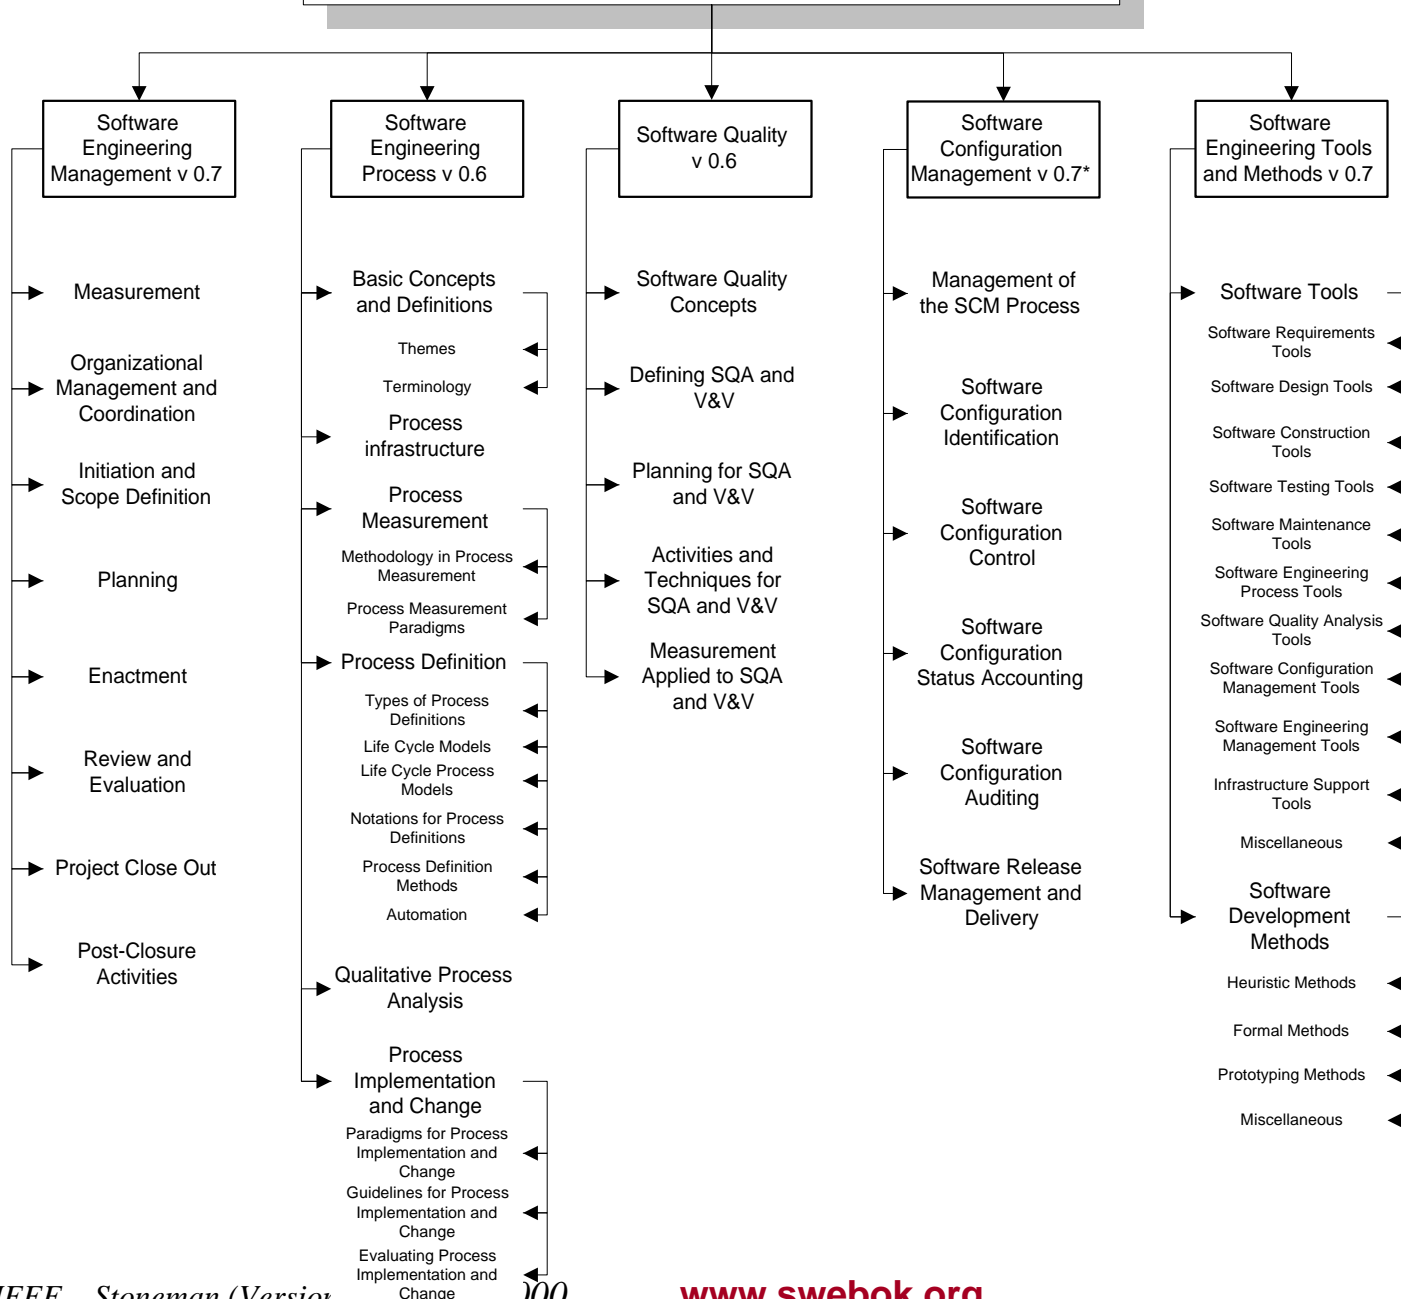 Software
Engineering
Management v 0.7
Software
Engineering
Process v 0.6
Software Quality
v 0.6
Software
Configuration
Management v 0.7*
Software
Engineering Tools
and Methods v 0.7
Measurement
Organizational
Management and
Coordination
Initiation and
Scope Definition
Planning
Enactment
Review and
Evaluation
Project Close Out
Post-Closure
Activities
Basic Concepts
and Definitions
Themes
Terminology
Process
infrastructure
Process
Measurement
Methodology in Process
Measurement
Process Measurement
Paradigms
Process Definition
Types of Process
Definitions
Life Cycle Models
Life Cycle Process
Models
Notations for Process
Definitions
Process Definition
Methods
Automation
Qualitative Process
Analysis
Process
Implementation
and Change
Paradigms for Process
Implementation and
Change
Guidelines for Process
Implementation and
Change
Evaluating Process
Implementation and
Change
Software Quality
Concepts
Defining SQA and
V&V
Planning for SQA
and V&V
Activities and
Techniques for
SQA and V&V
Measurement
Applied to SQA
and V&V
Management of
the SCM Process
Software
Configuration
Identification
Software
Configuration
Control
Software
Configuration
Status Accounting
Software
Configuration
Auditing
Software Release
Management and
Delivery
Software Tools
Software Requirements
Tools
Software Design Tools
Software Construction
Tools
Software Testing Tools
Software Maintenance
Tools
Software Engineering
Process Tools
Software Quality Analysis
Tools
Software Configuration
Management Tools
Software Engineering
Management Tools
Infrastructure Support
Tools
Miscellaneous
Software
Development
Methods
Heuristic Methods
Formal Methods
Prototyping Methods
Miscellaneous
IEEE – Stoneman (Version
www.swebok.org